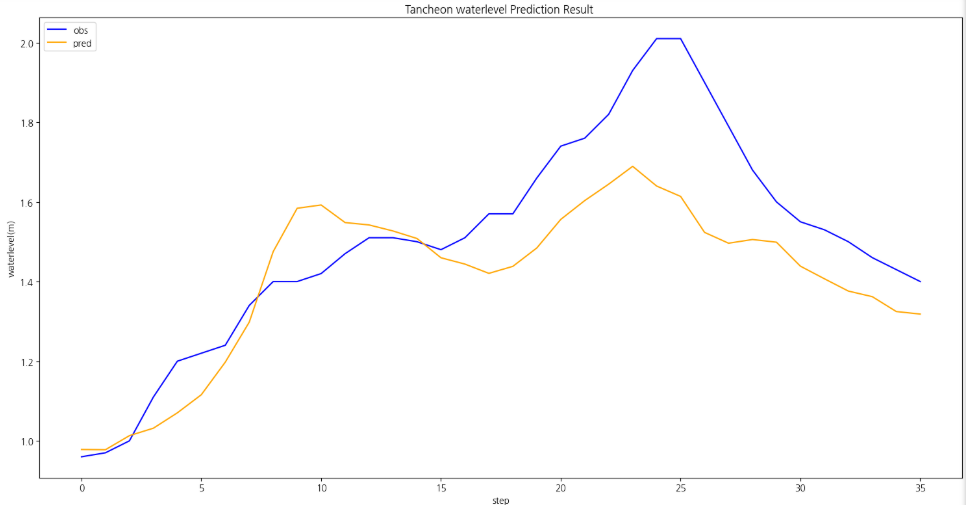 Tancheon waterlevel Prediction Result
obs
pred
2.0
1.8
1.6
1.4
1.2
1.0
waterlevel(m)
0 5 10 15 20 25 30 35
step